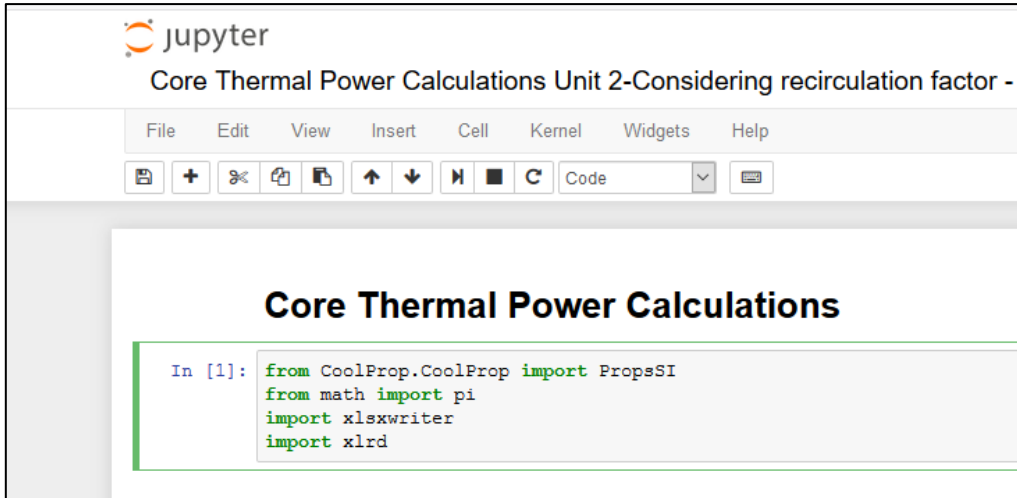 jupyter
Core Thermal Power Calculations Unit 2-Considering recirculation factor -
File Edit View Insert Cell Kernel Widgets Help
Code
Core Thermal Power Calculations
In [1]: from CoolProp.CoolProp import PropsSI
from math import pi
import xlsxwriter
import xlrd